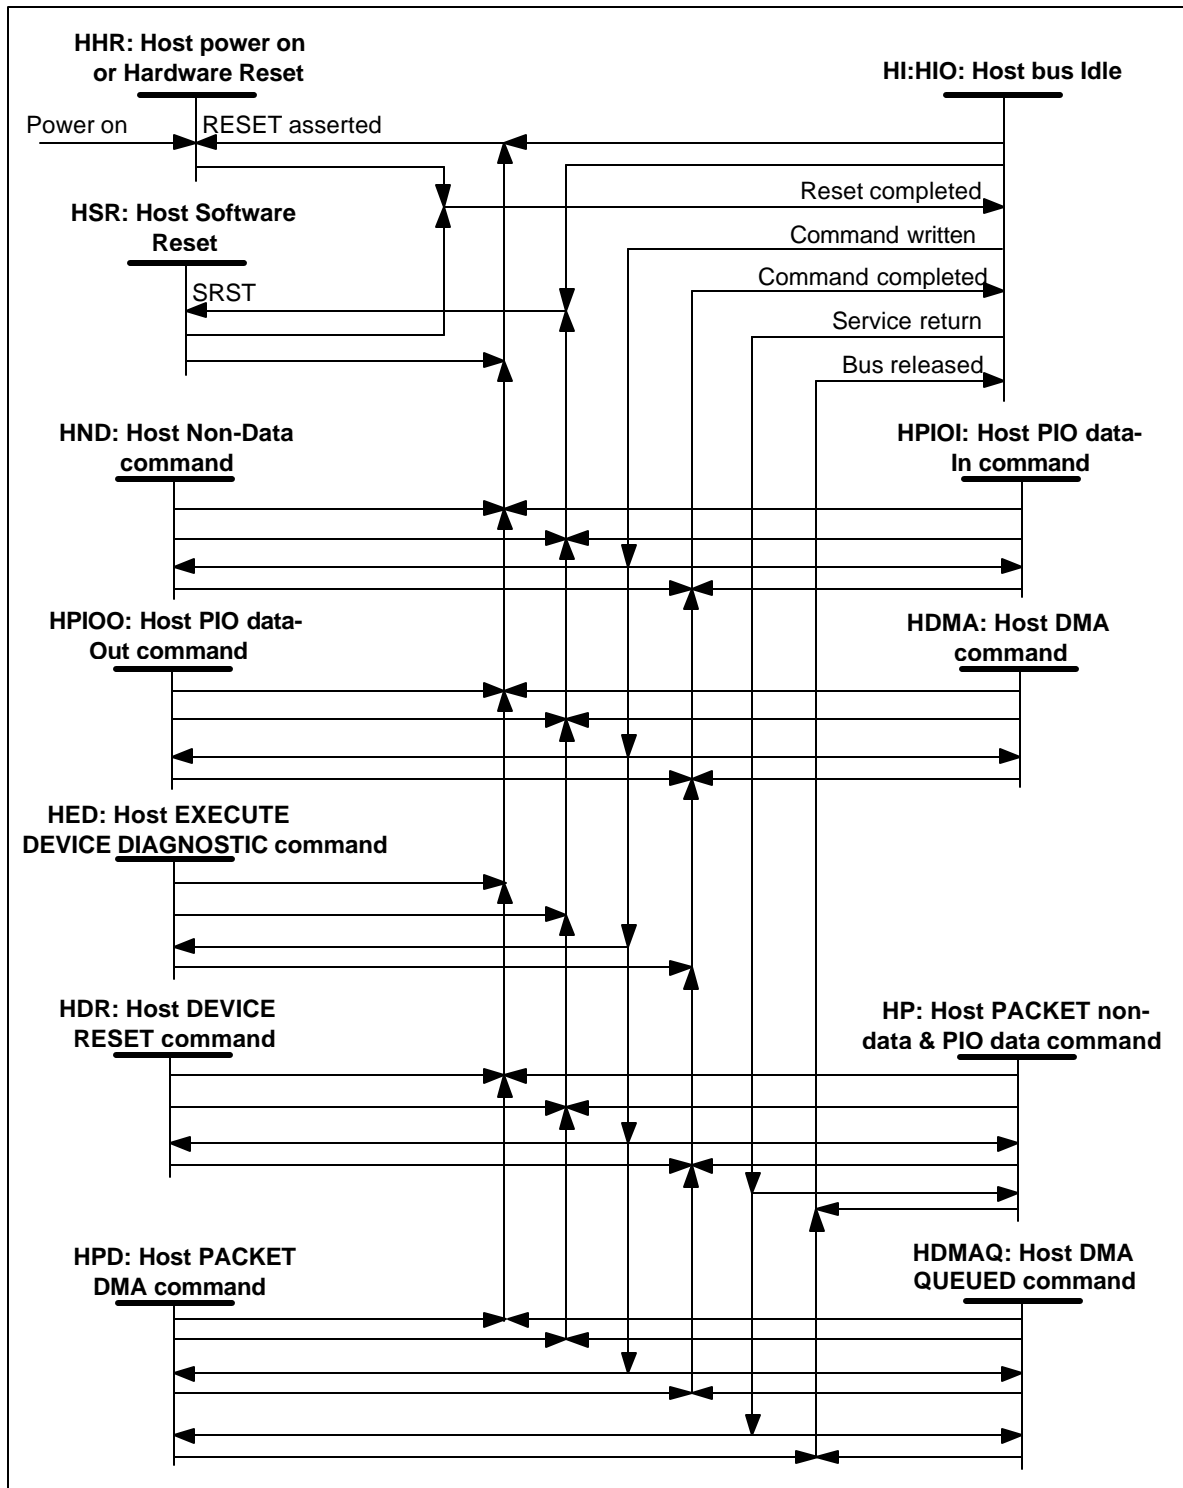 HHR: Host power on
or Hardware Reset
HI:HIO: Host bus Idle
Power on
RESET asserted
Reset completed
HSR: Host Software
Reset
Command written
Command completed
SRST
Service return
Bus released
HND: Host Non-Data
command
HPIOI: Host PIO data-
In command
HPIOO: Host PIO data-
Out command
HDMA: Host DMA
command
HED: Host EXECUTE
DEVICE DIAGNOSTIC command
HDR: Host DEVICE
RESET command
HP: Host PACKET non-
data & PIO data command
HPD: Host PACKET
DMA command
HDMAQ: Host DMA
QUEUED command